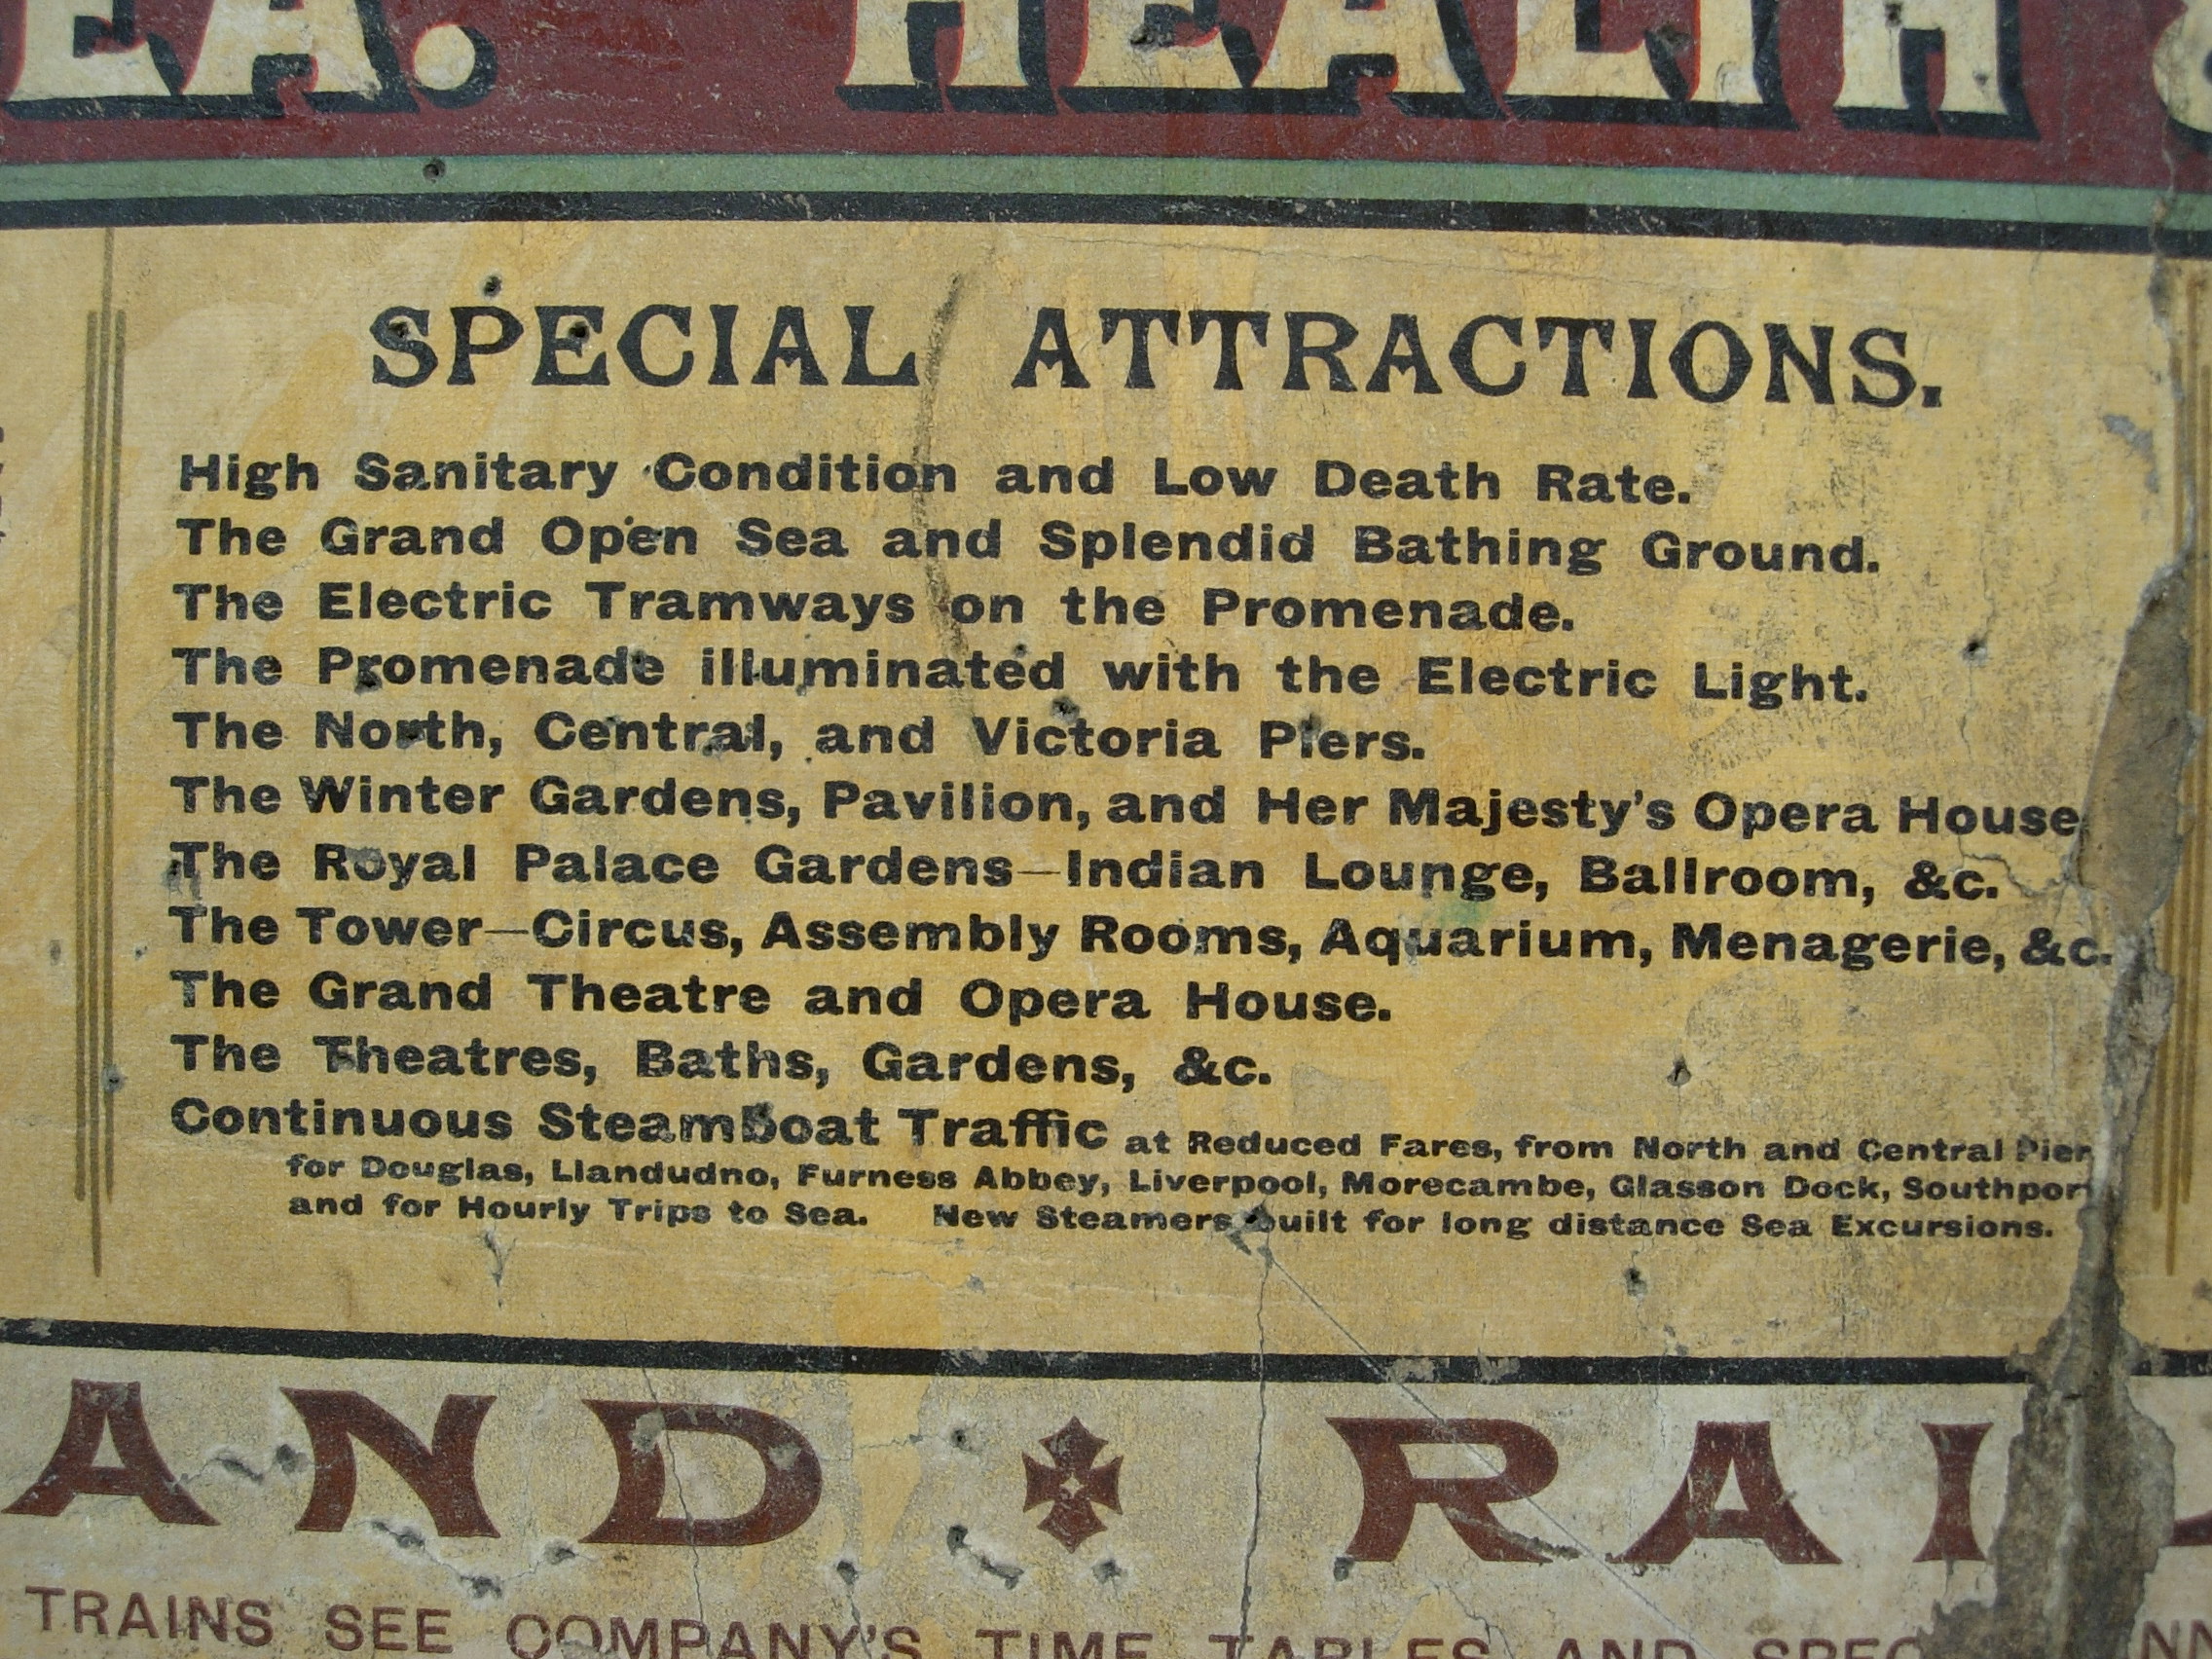 EA. HEALTH &
SPECIAL ATTRACTIONS.
High Sanitary Condition and Low Death Rate.
The Grand Open Sea and Splendid Bathing Ground.
The Electric Tramways on the Promenade.
The Promenade illuminated with the Electric Light.
The North, Central, and Victoria Piers.
The Winter Gardens, Pavilion, and Her Majesty's Opera House
The Royal Palace Gardens—Indian Lounge, Ballroom, &c.
The Tower—Circus, Assembly Rooms, Aquarium, Menagerie, &c.
The Grand Theatre and Opera House.
The Theatres, Baths, Gardens, &c.
Continuous Steamboat Traffic at Reduced Fares, from North and Central Pier
for Douglas, Llandudno, Furness Abbey, Liverpool, Morecambe, Glasson Dock, Southport
and for Hourly Trips to Sea. New Steamers built for long distance Sea Excursions.
AND RAIL
TRAINS SEE COMPANY'S TIME TABLES AND